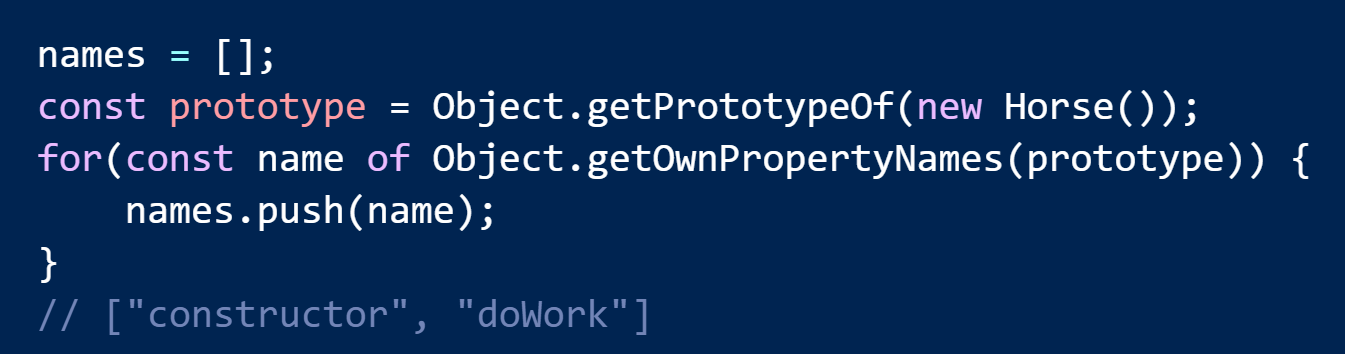 names = [];
const prototype = Object.getPrototypeOf(new Horse());
for(const name of Object.getOwnPropertyNames(prototype)) {
    names.push(name);
}
// ["constructor", "doWork"]